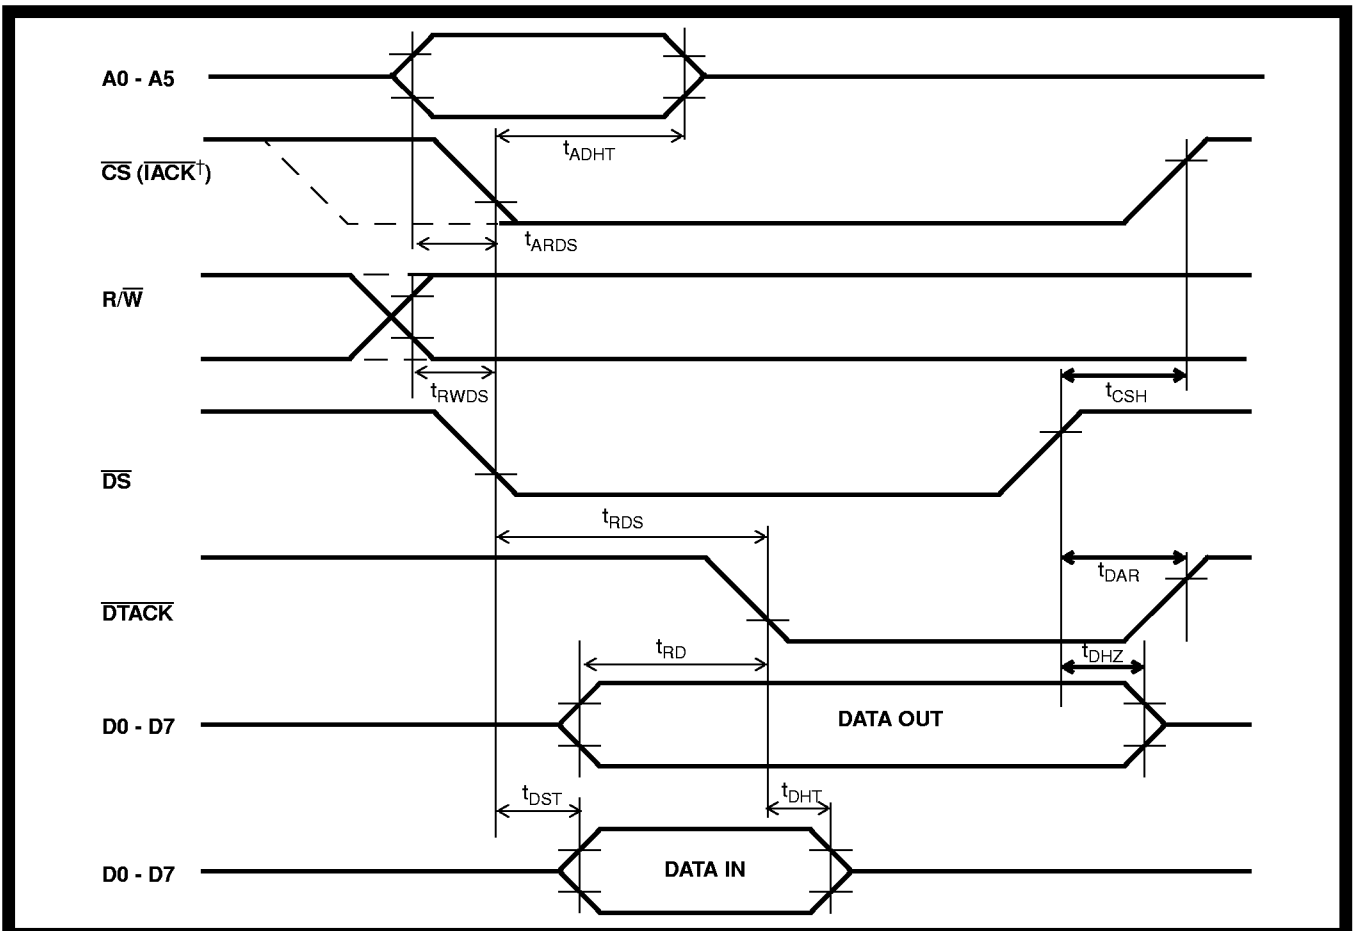 A0 - A5
tADHT
CS (IACK†)
tARDS
R/W
tRWDS
tCSH
DS
tRDS
tDAR
DTACK
tRD
tDHZ
D0 - D7
DATA OUT
tDST
tDHT
D0 - D7
DATA IN